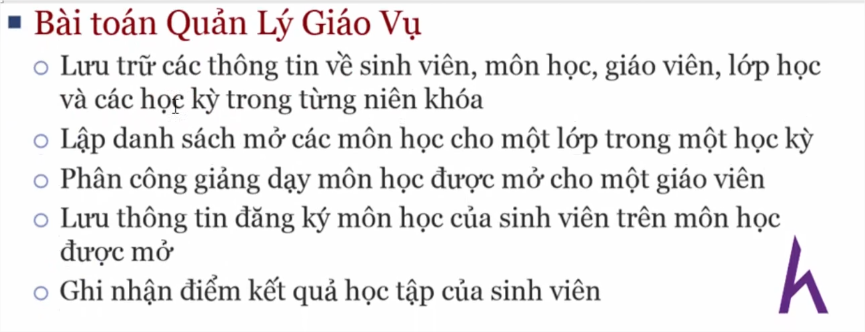 Bài toán Quản Lý Giáo Vụ
Lưu trữ các thông tin về sinh viên, môn học, giáo viên, lớp học
và các học kỳ trong từng niên khóa
Lập danh sách mở các môn học cho một lớp trong một học kỳ
Phân công giảng dạy môn học được mở cho một giáo viên
Lưu thông tin đăng ký môn học của sinh viên trên môn học
được mở
Ghi nhận điểm kết quả học tập của sinh viên